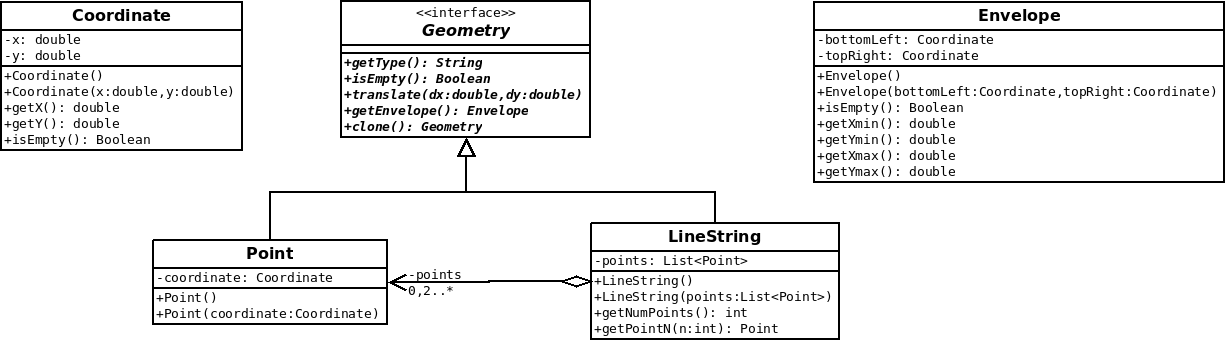 Coordinate
-x: double
-y: double
+Coordinate()
+Coordinate(x:double,y:double)
+getX(): double
+getY(): double
+isEmpty(): Boolean
<<interface>>
Geometry
+getType(): String
+isEmpty(): Boolean
+translate(dx:double,dy:double)
+getEnvelope(): Envelope
+clone(): Geometry
Envelope
-bottomLeft: Coordinate
-topRight: Coordinate
+Envelope()
+Envelope(bottomLeft:Coordinate,topRight:Coordinate)
+isEmpty(): Boolean
+getXmin(): double
+getYmin(): double
+getXmax(): double
+getYmax(): double
Point
-coordinate: Coordinate
+Point()
+Point(coordinate:Coordinate)
-points
0,2..*
LineString
-points: List<Point>
+LineString()
+LineString(points:List<Point>)
+getNumPoints(): int
+getPointN(n:int): Point